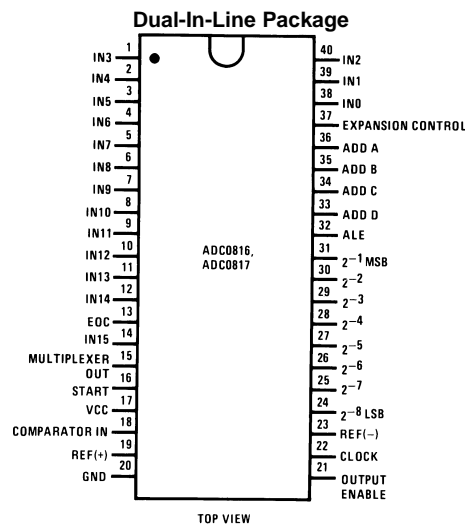 Dual-In-Line Package
1
IN3
2
IN4
3
IN5
4
IN6
5
IN7
6
IN8
7
IN9
8
IN10
9
IN11
10
IN12
11
IN13
12
IN14
13
EOC
14
IN15
MULTIPLEXER 15
OUT
16
START
17
VCC
18
COMPARATOR IN
19
REF(+)
20
GND
ADC0816,
ADC0817
40
IN2
39
IN1
38
IN0
37
EXPANSION CONTROL
36
ADD A
35
ADD B
34
ADD C
33
ADD D
32
ALE
31
2⁻¹ MSB
30
2⁻²
29
2⁻³
28
2⁻⁴
27
2⁻⁵
26
2⁻⁶
25
2⁻⁷
24
2⁻⁸ LSB
23
REF(−)
22
CLOCK
21
OUTPUT
ENABLE
TOP VIEW